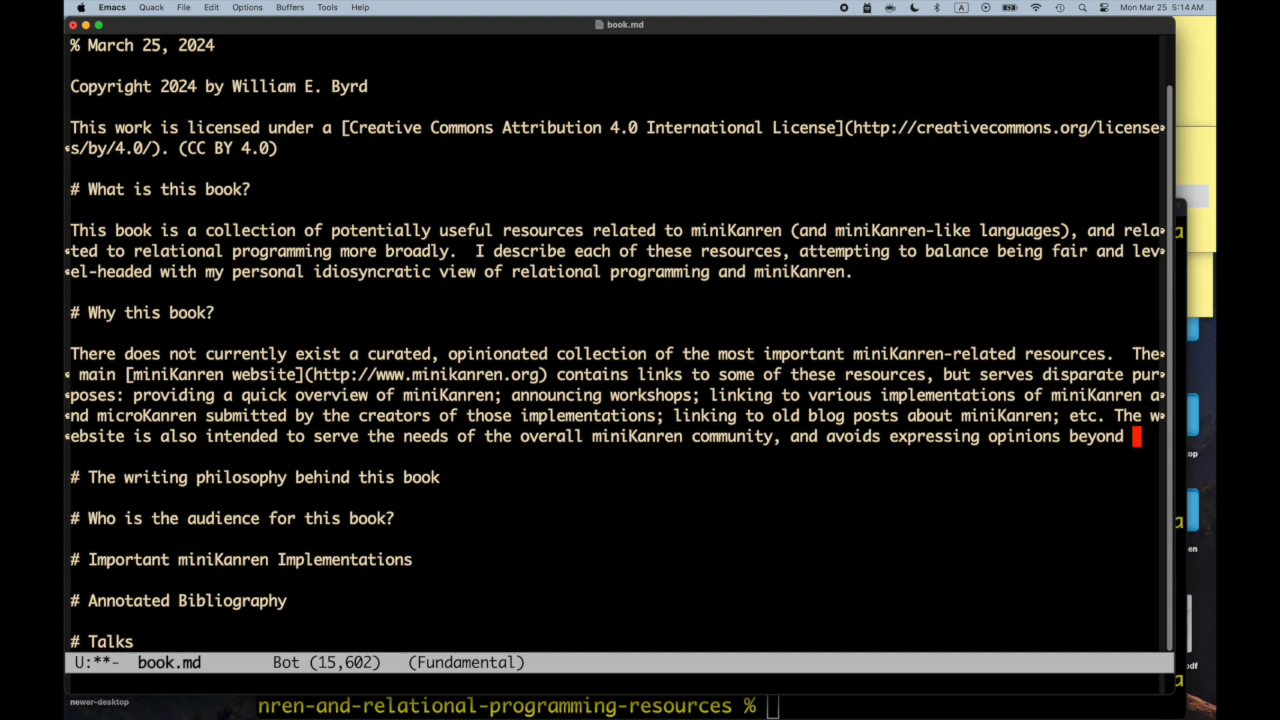 Emacs Quack File Edit Options Buffers Tools Help
A
Mon Mar 25 5:14 AM
book.md
% March 25, 2024
Copyright 2024 by William E. Byrd
This work is licensed under a [Creative Commons Attribution 4.0 International License](http://creativecommons.org/license
s/by/4.0/). (CC BY 4.0)
# What is this book?
This book is a collection of potentially useful resources related to miniKanren (and miniKanren-like languages), and rela
ted to relational programming more broadly.  I describe each of these resources, attempting to balance being fair and lev
el-headed with my personal idiosyncratic view of relational programming and miniKanren.
# Why this book?
There does not currently exist a curated, opinionated collection of the most important miniKanren-related resources.  The
main [miniKanren website](http://www.minikanren.org) contains links to some of these resources, but serves disparate pur
poses: providing a quick overview of miniKanren; announcing workshops; linking to various implementations of miniKanren a
nd microKanren submitted by the creators of those implementations; linking to old blog posts about miniKanren; etc. The w
ebsite is also intended to serve the needs of the overall miniKanren community, and avoids expressing opinions beyond
# The writing philosophy behind this book
# Who is the audience for this book?
# Important miniKanren Implementations
# Annotated Bibliography
# Talks
U:**-  book.md        Bot (15,602)   (Fundamental)
a
op
a
en
df
a
newer-desktop
nren-and-relational-programming-resources %